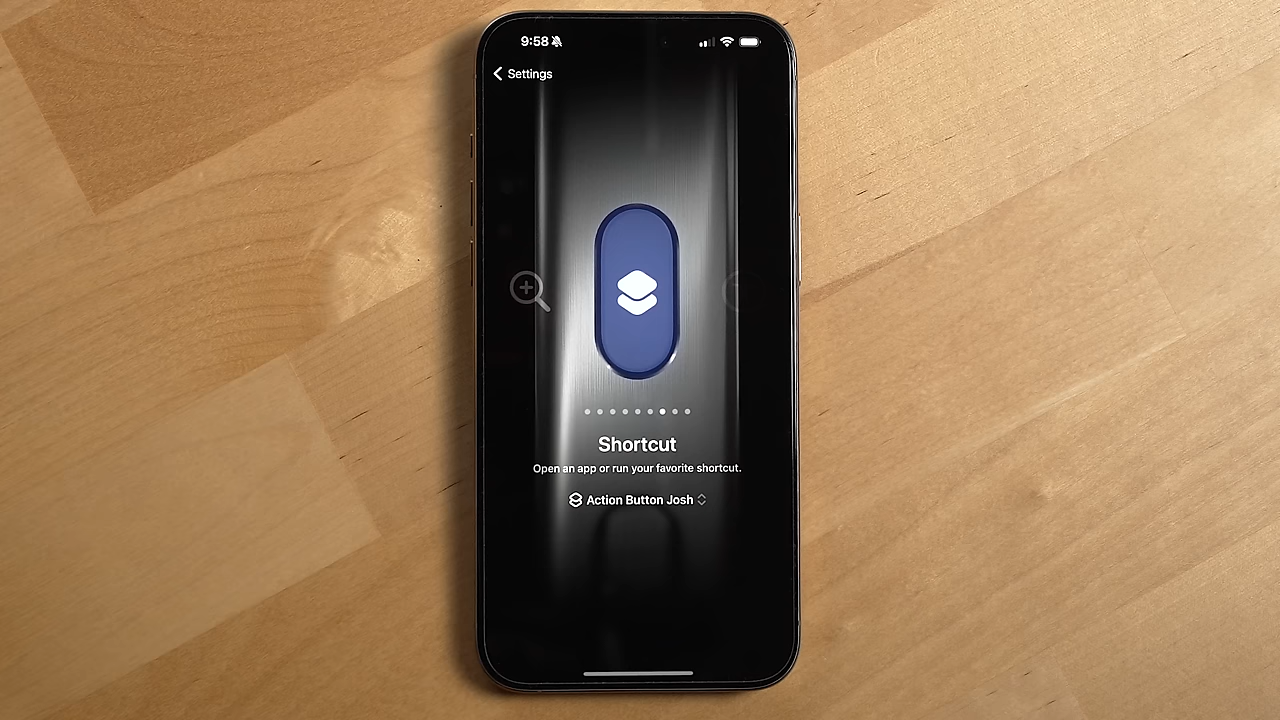 9:58
Settings
Shortcut
Open an app or run your favorite shortcut.
Action Button Josh